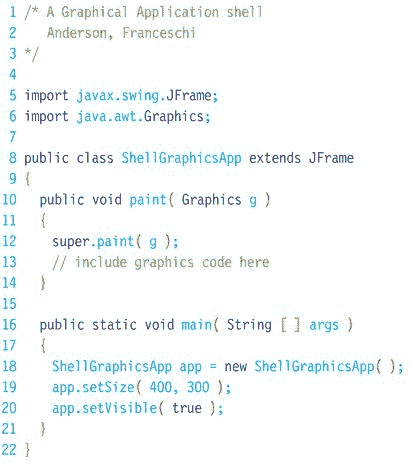 1 /* A Graphical Application shell
2    Anderson, Franceschi
3 */
4
5 import javax.swing.JFrame;
6 import java.awt.Graphics;
7
8 public class ShellGraphicsApp extends JFrame
9 {
10   public void paint( Graphics g )
11   {
12     super.paint( g );
13     // include graphics code here
14   }
15
16   public static void main( String [ ] args )
17   {
18     ShellGraphicsApp app = new ShellGraphicsApp( );
19     app.setSize( 400, 300 );
20     app.setVisible( true );
21   }
22 }